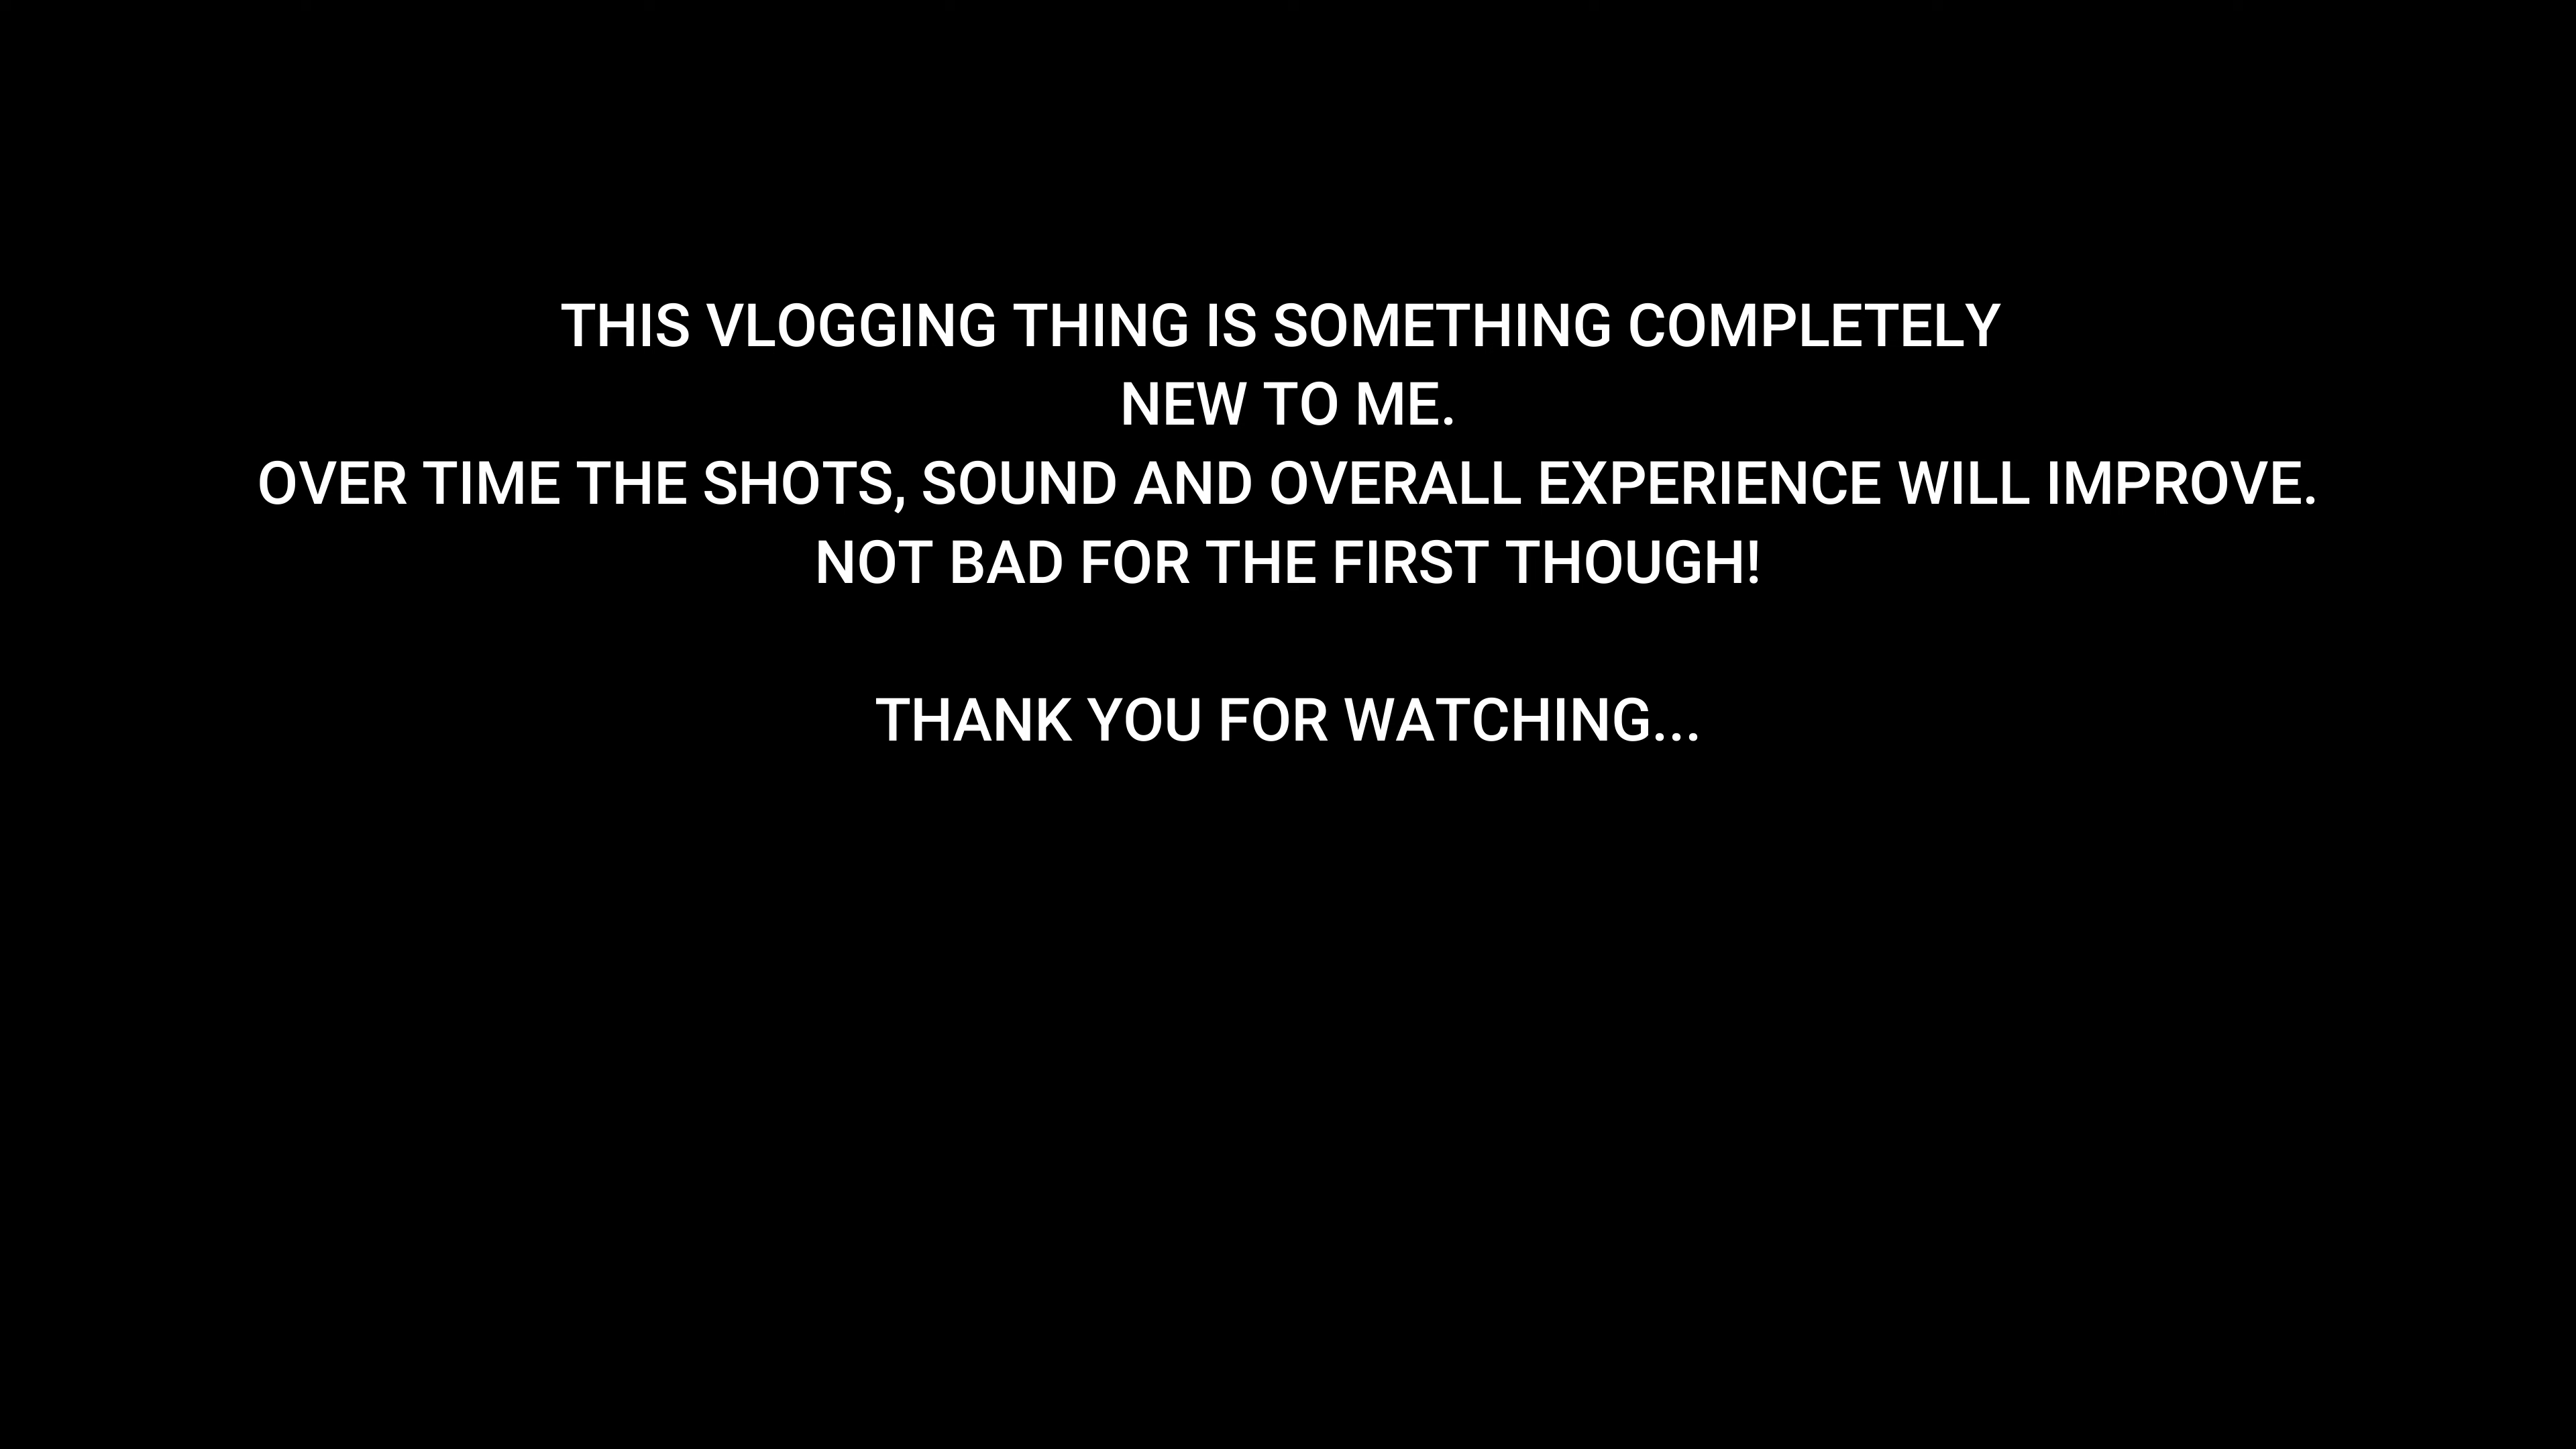 THIS VLOGGING THING IS SOMETHING COMPLETELY
NEW TO ME.
OVER TIME THE SHOTS, SOUND AND OVERALL EXPERIENCE WILL IMPROVE.
NOT BAD FOR THE FIRST THOUGH!
THANK YOU FOR WATCHING...